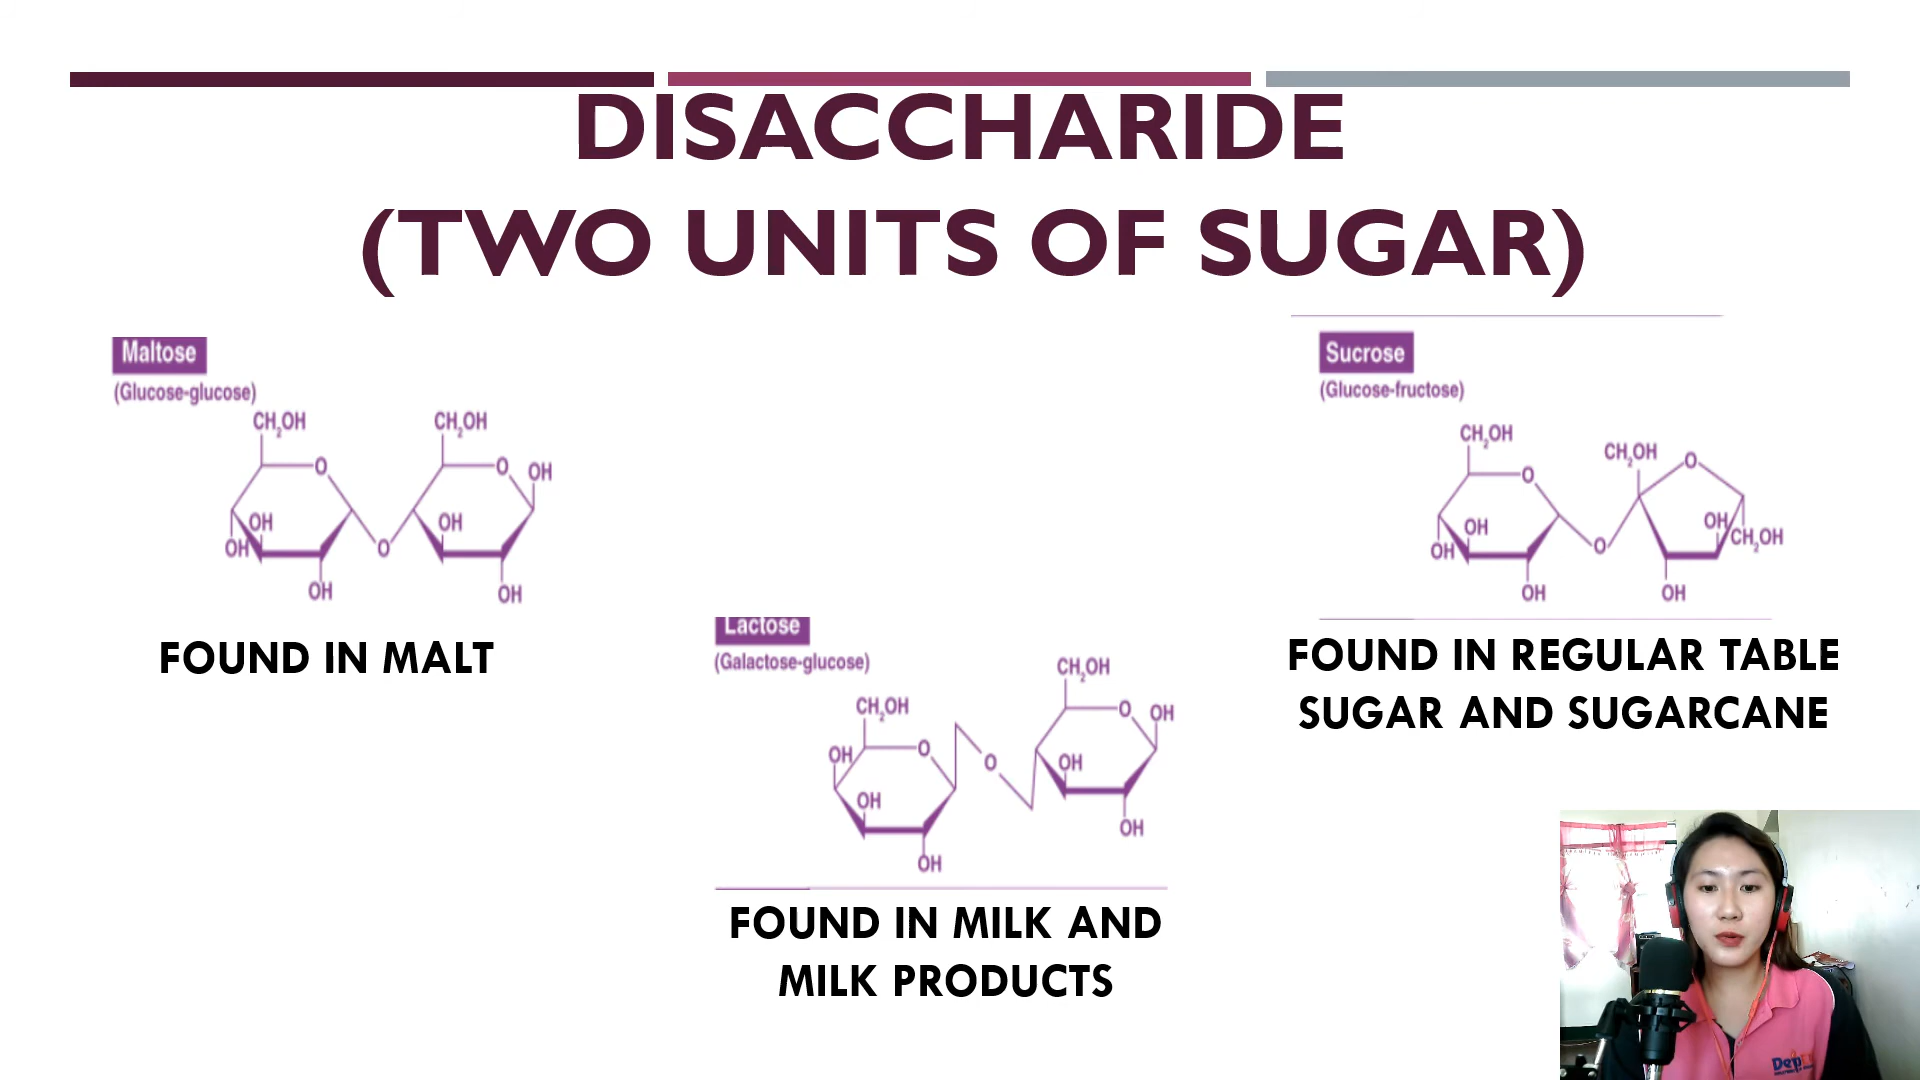 DISACCHARIDE
(TWO UNITS OF SUGAR)
Maltose
(Glucose-glucose)
CH₂OH
CH₂OH
O
O
OH
OH
OH
OH
O
OH
OH
FOUND IN MALT
Lactose
(Galactose-glucose)
CH₂OH
CH₂OH
O
OH
OH
O
O
OH
OH
OH
OH
FOUND IN MILK AND
MILK PRODUCTS
Sucrose
(Glucose-fructose)
CH₂OH
CH₂OH
O
O
OH
OH
OH
CH₂OH
O
OH
OH
FOUND IN REGULAR TABLE
SUGAR AND SUGARCANE